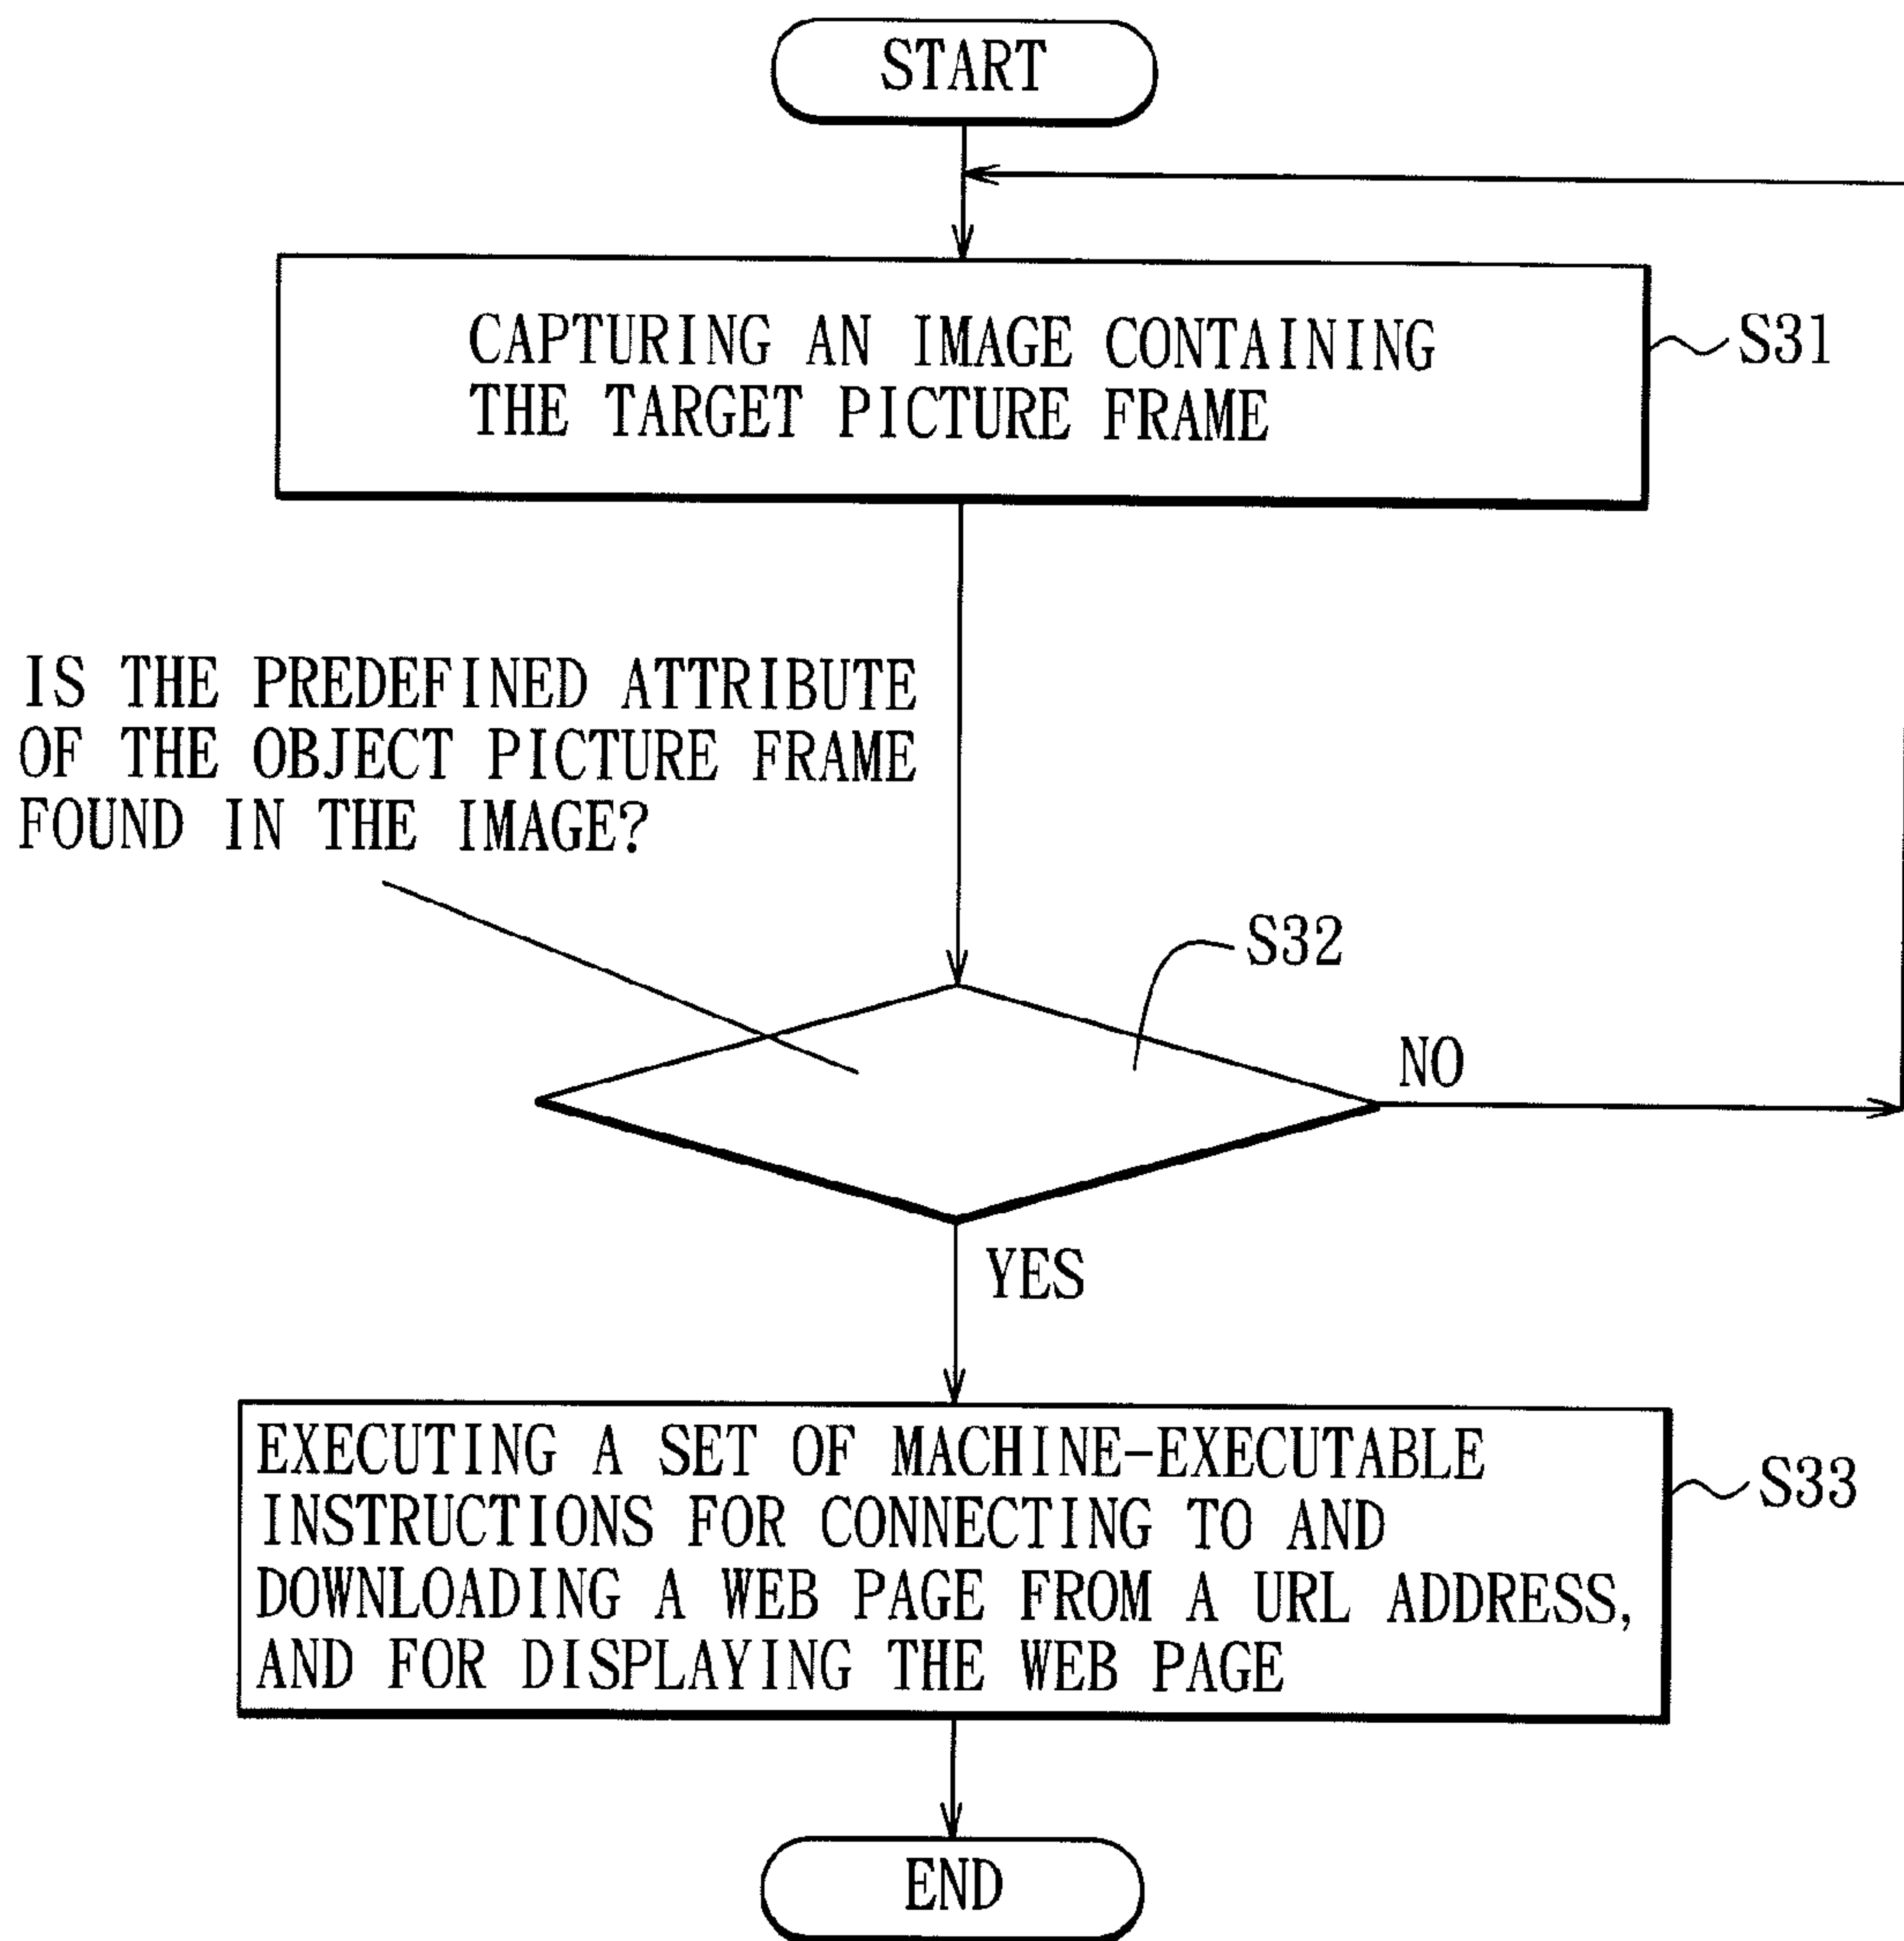 START
CAPTURING AN IMAGE CONTAINING
THE TARGET PICTURE FRAME
S31
IS THE PREDEFINED ATTRIBUTE
OF THE OBJECT PICTURE FRAME
FOUND IN THE IMAGE?
S32
NO
YES
EXECUTING A SET OF MACHINE-EXECUTABLE
INSTRUCTIONS FOR CONNECTING TO AND
DOWNLOADING A WEB PAGE FROM A URL ADDRESS,
AND FOR DISPLAYING THE WEB PAGE
S33
END